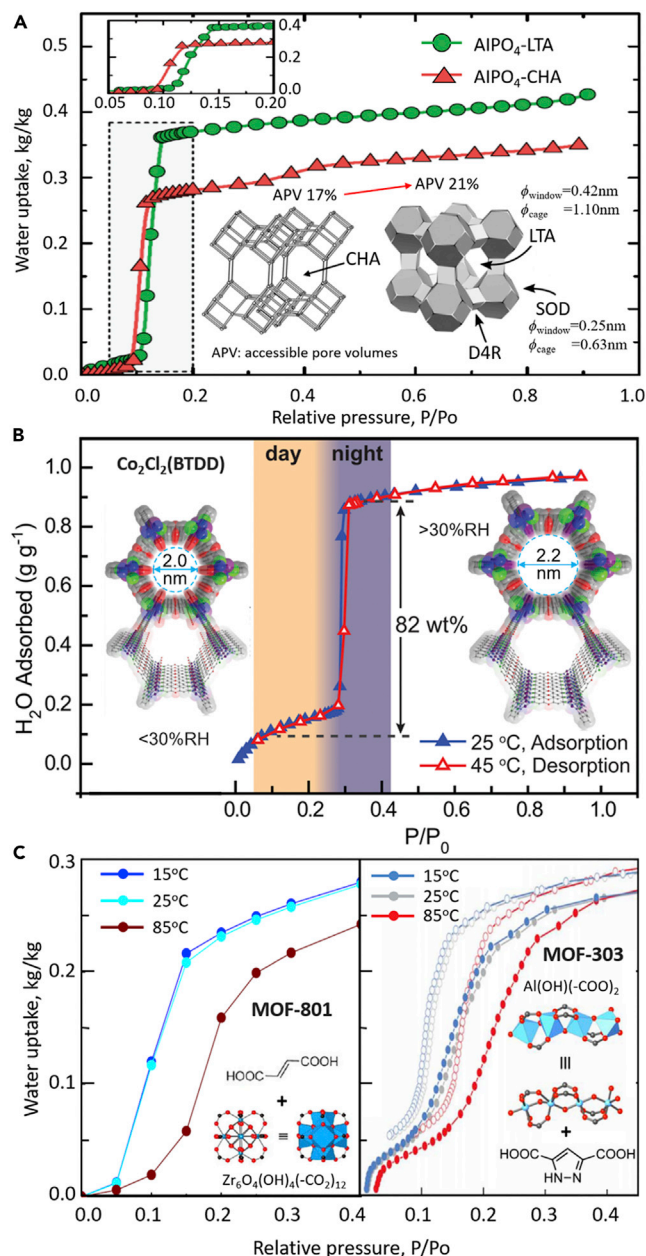 A
0.4
0.2
0.0
0.05 0.10 0.15 0.20
AlPO₄-LTA
AlPO₄-CHA
0.5
0.4
0.3
0.2
0.1
0
Water uptake, kg/kg
APV 17%
APV 21%
ϕwindow=0.42nm
ϕcage=1.10nm
CHA
LTA
SOD
ϕwindow=0.25nm
ϕcage=0.63nm
D4R
APV: accessible pore volumes
0.0 0.2 0.4 0.6 0.8 1.0
Relative pressure, P/Po
B
day night
Co₂Cl₂(BTDD)
1.0
0.8
0.6
0.4
0.2
0.0
H₂O Adsorbed (g g⁻¹)
2.0
nm
>30%RH
2.2
nm
82 wt%
<30%RH
25 °C, Adsorption
45 °C, Desorption
0.0 0.2 0.4 0.6 0.8 1.0
P/P₀
C
0.3
0.2
0.1
0.0
Water uptake, kg/kg
15°C
25°C
85°C
MOF-801
HOOC
COOH
+
≡
Zr₆O₄(OH)₄(-CO₂)₁₂
0.0 0.1 0.2 0.3 0.4
15°C
25°C
85°C
MOF-303
Al(OH)(-COO)₂
≡
+
HOOC
COOH
HN-N
0.1 0.2 0.3 0.4
Relative pressure, P/Po